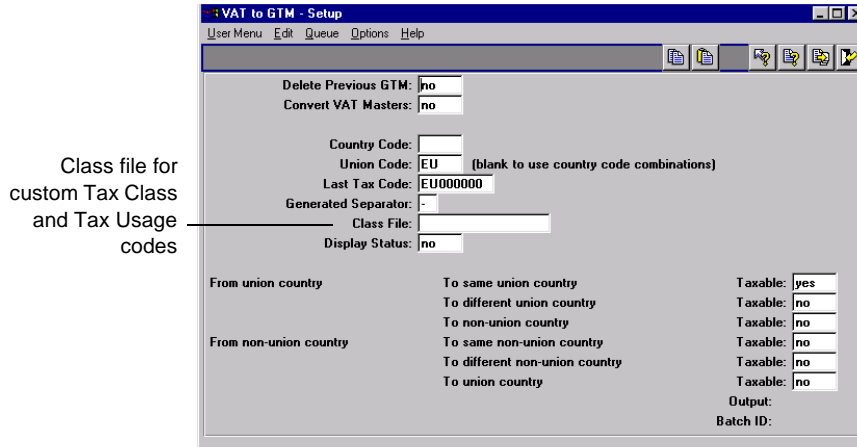 VAT to GTM - Setup
User Menu Edit Queue Options Help
Delete Previous GTM: no
Convert VAT Masters: no
Country Code:
Union Code: EU (blank to use country code combinations)
Last Tax Code: EU000000
Generated Separator: -
Class File:
Display Status: no
Class file for
custom Tax Class
and Tax Usage
codes
From union country To same union country Taxable: yes
To different union country Taxable: no
To non-union country Taxable: no
From non-union country To same non-union country Taxable: no
To different non-union country Taxable: no
To union country Taxable: no
Output:
Batch ID: